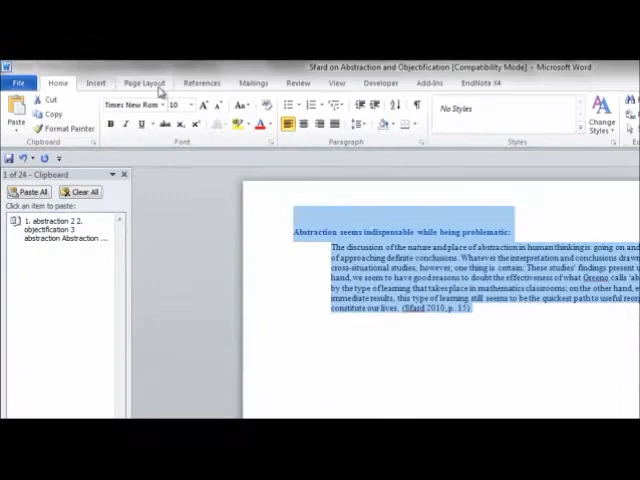 Sfard on Abstraction and Objectification [Compatibility Mode] - Microsoft Word
File Home Insert Page Layout References Mailings Review View Developer Add-Ins EndNote X4
Cut
Copy
Format Painter
Paste
Clipboard
Times New Rom 10
Font
Paragraph
No Styles
Styles
Change
Styles
1 of 24 - Clipboard
Paste All Clear All
Click an item to paste:
1. abstraction 2 2.
objectification 3
abstraction Abstraction ...
Abstraction seems indispensable while being problematic:
The discussion of the nature and place of abstraction in human thinking is going on and
of approaching definite conclusions. Whatever the interpretation and conclusions drawn
cross-situational studies, however, one thing is certain: These studies' findings present u
hand, we seem to have good reasons to doubt the effectiveness of what Greeno calls 'ab
by the type of learning that takes place in mathematics classrooms; on the other hand, e
immediate results, this type of learning still seems to be the quickest path to useful reor
constitute our lives. (Sfard 2010, p. 15)